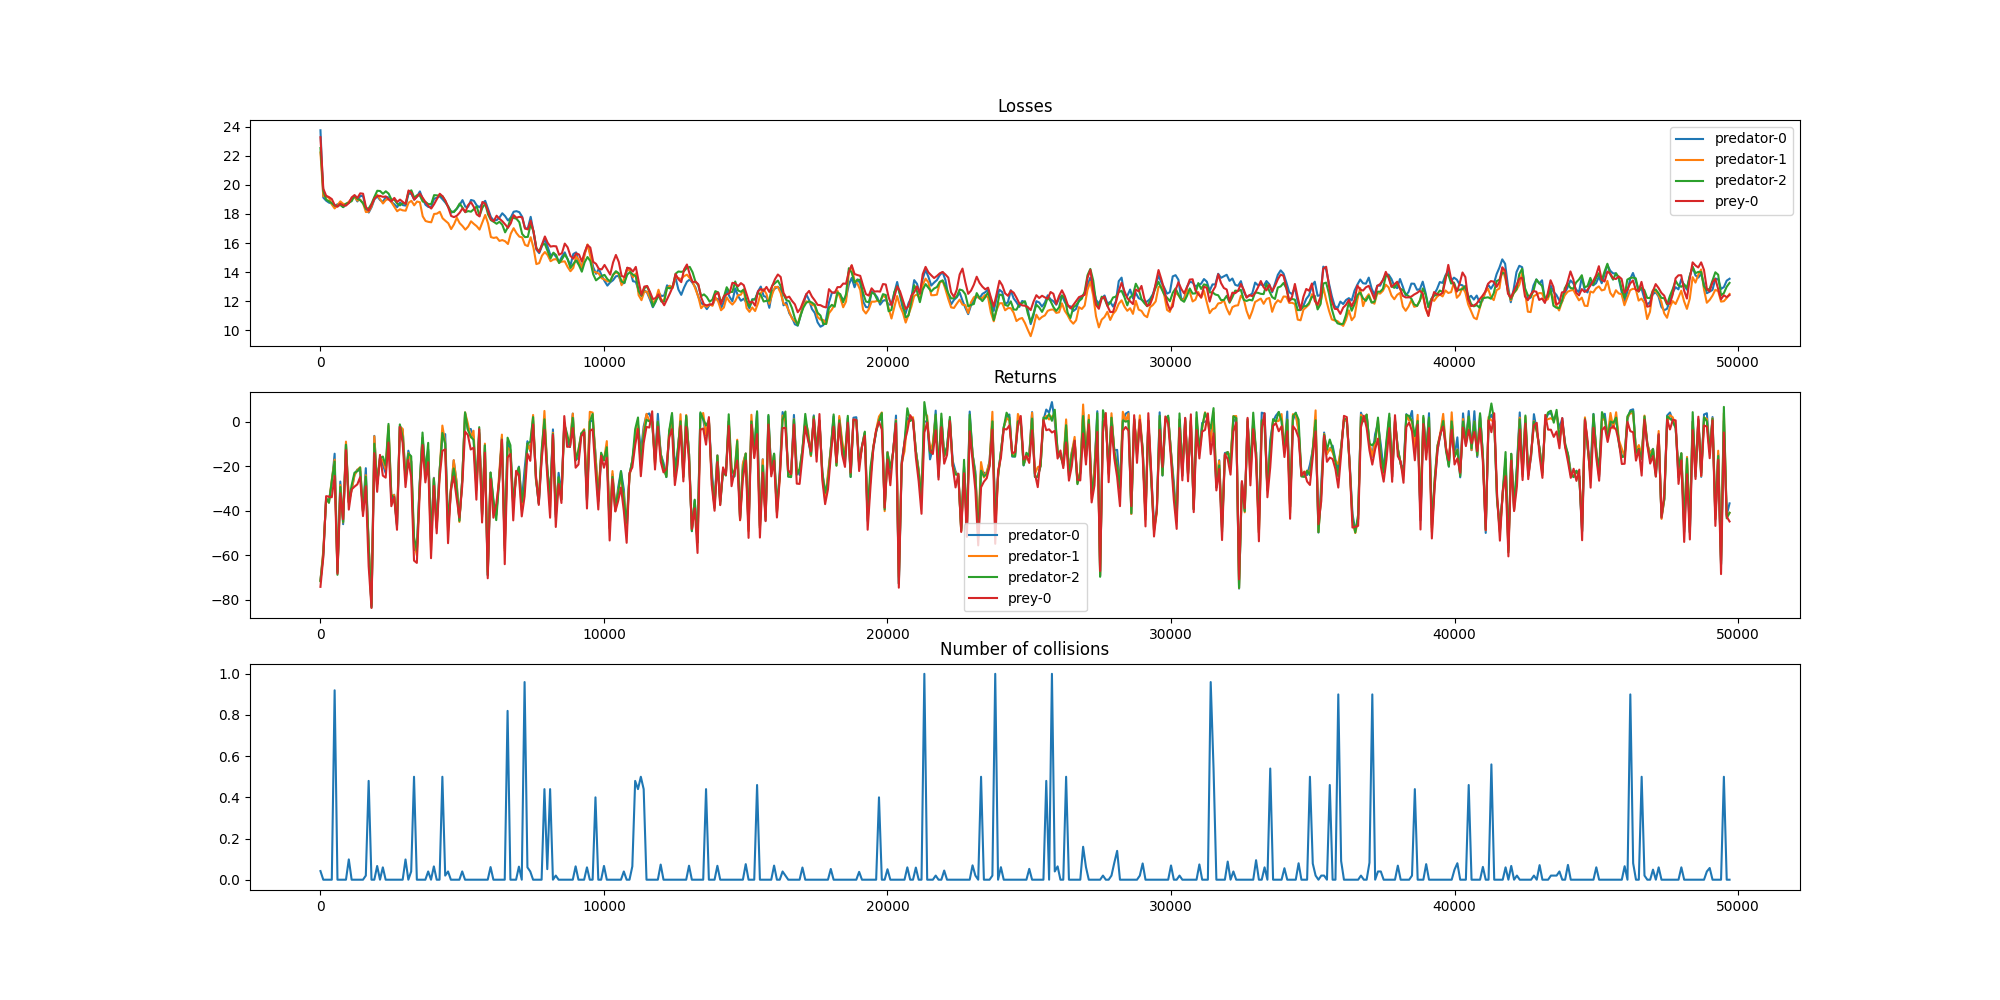 Losses
24
22
20
18
16
14
12
10
predator-0
predator-1
predator-2
prey-0
0 10000 20000 30000 40000 50000
Returns
0
−20
−40
−60
−80
predator-0
predator-1
predator-2
prey-0
0 10000 20000 30000 40000 50000
Number of collisions
1.0
0.8
0.6
0.4
0.2
0.0
0 10000 20000 30000 40000 50000